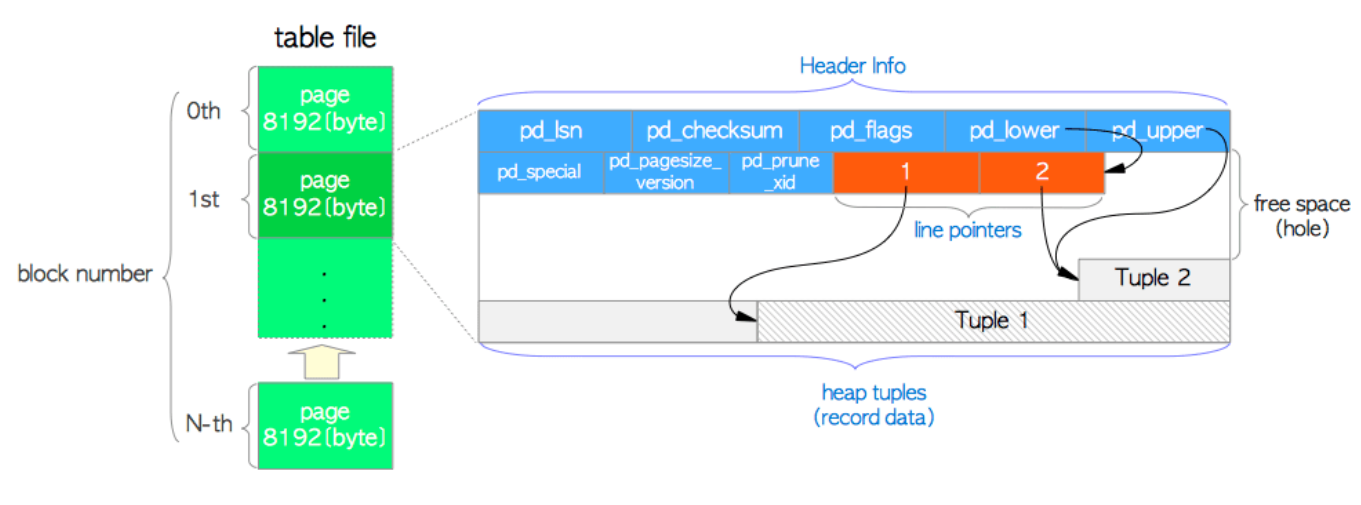 table file
page
8192(byte)
0th
page
8192(byte)
1st
block number
.
.
.
page
8192(byte)
N-th
Header Info
pd_lsn
pd_checksum
pd_flags
pd_lower
pd_upper
pd_special
pd_pagesize_
version
pd_prune
_xid
1
2
line pointers
free space
(hole)
Tuple 2
Tuple 1
heap tuples
(record data)